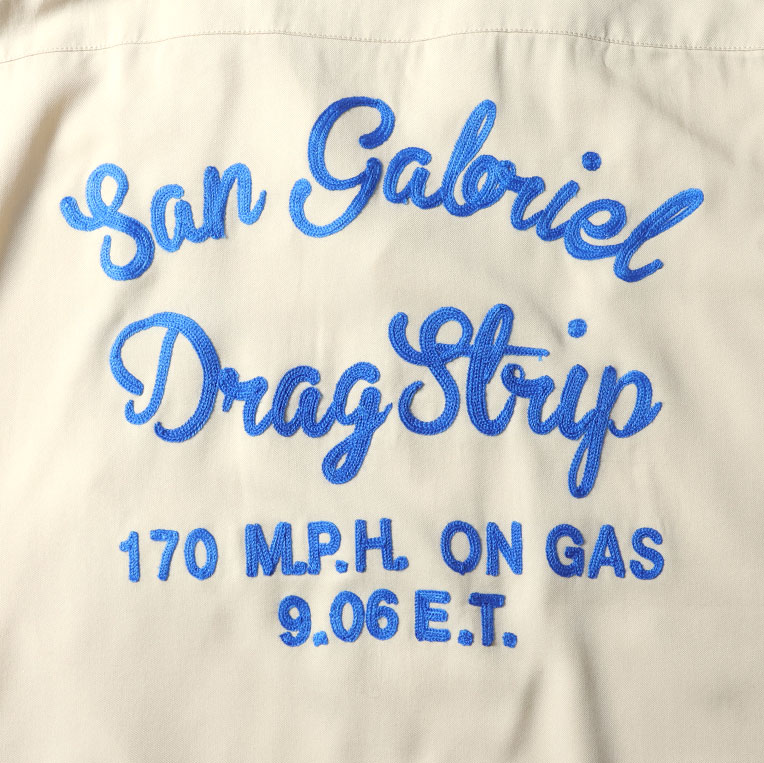 San Gabriel
Drag Strip
170 M.P.H. ON GAS
9.06 E.T.